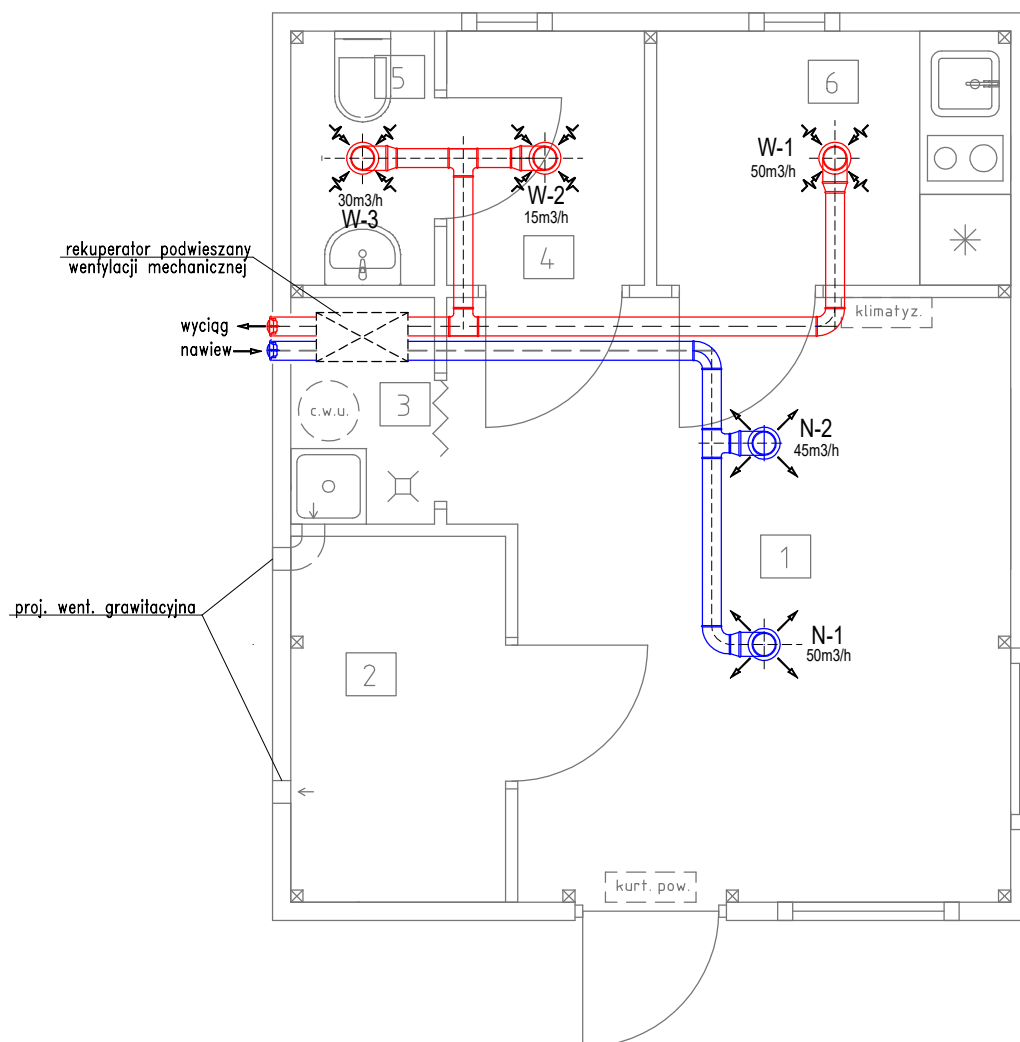 5
6
W-1
50m3/h
30m3/h
W-3
W-2
15m3/h
4
rekuperator podwieszany
wentylacji mechanicznej
wyciąg
nawiew
klimatyz.
3
c.w.u.
N-2
45m3/h
1
proj. went. grawitacyjna
N-1
50m3/h
2
kurt. pow.